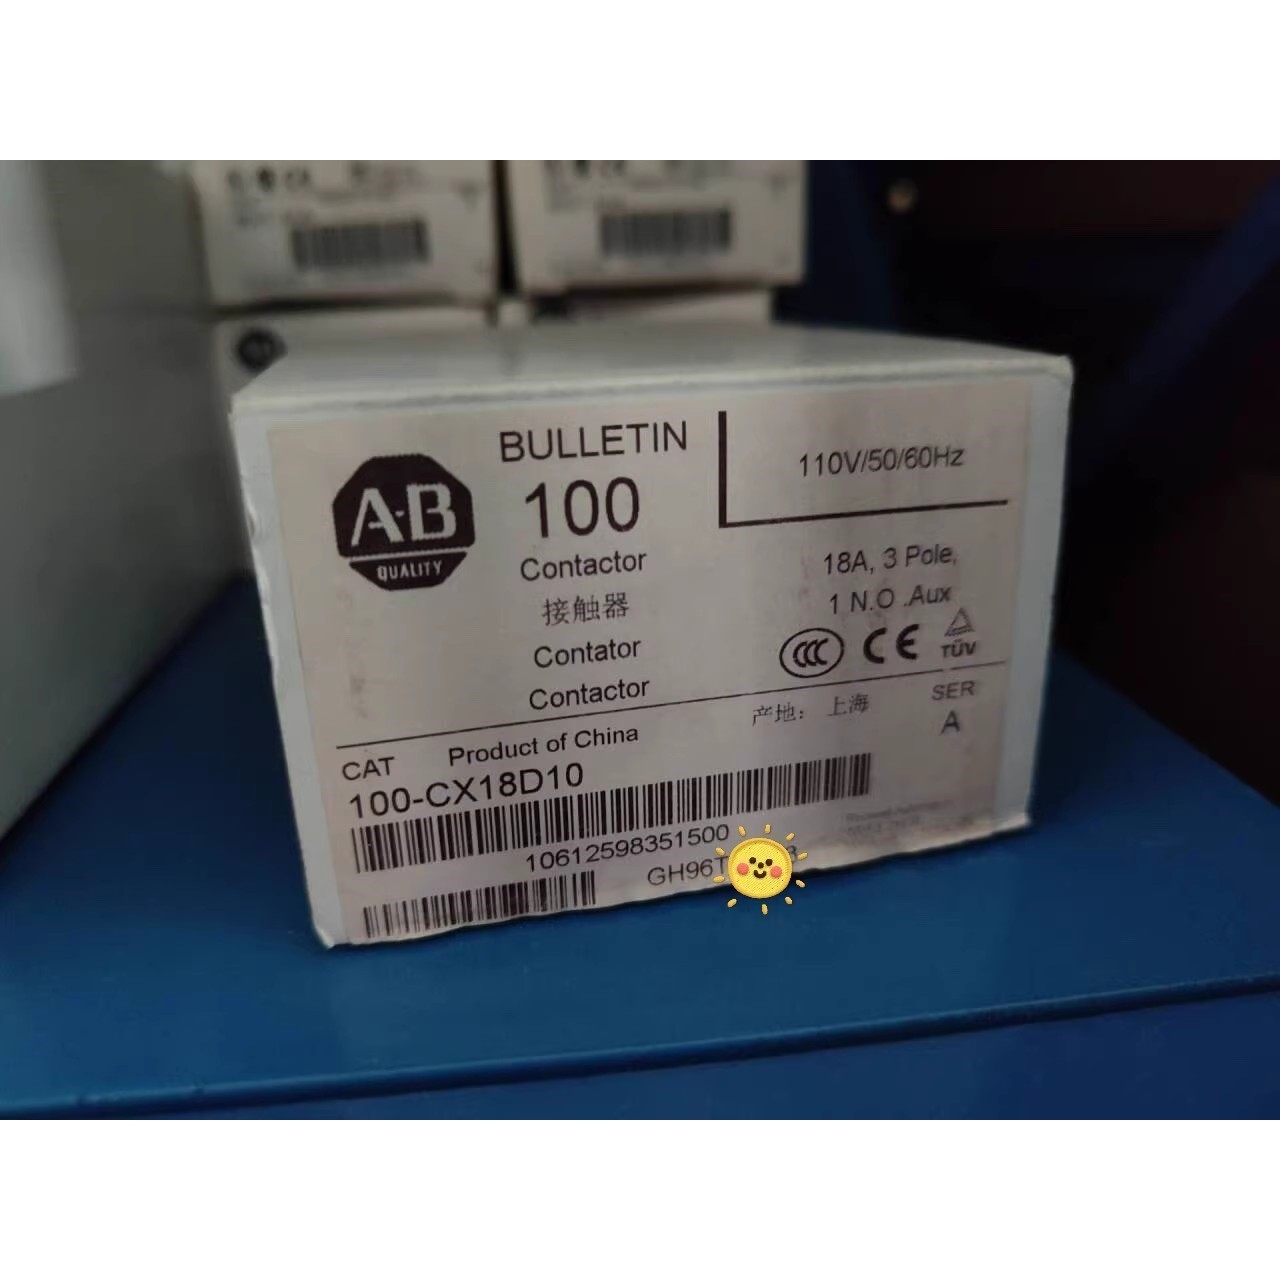 A-B
QUALITY
BULLETIN
100
Contactor
接触器
Contator
Contactor
110V/50/60Hz
18A, 3 Pole,
1 N.O .Aux
CCC CE TÜV
产地： 上海
SER
A
CAT Product of China
100-CX18D10
10612598351500